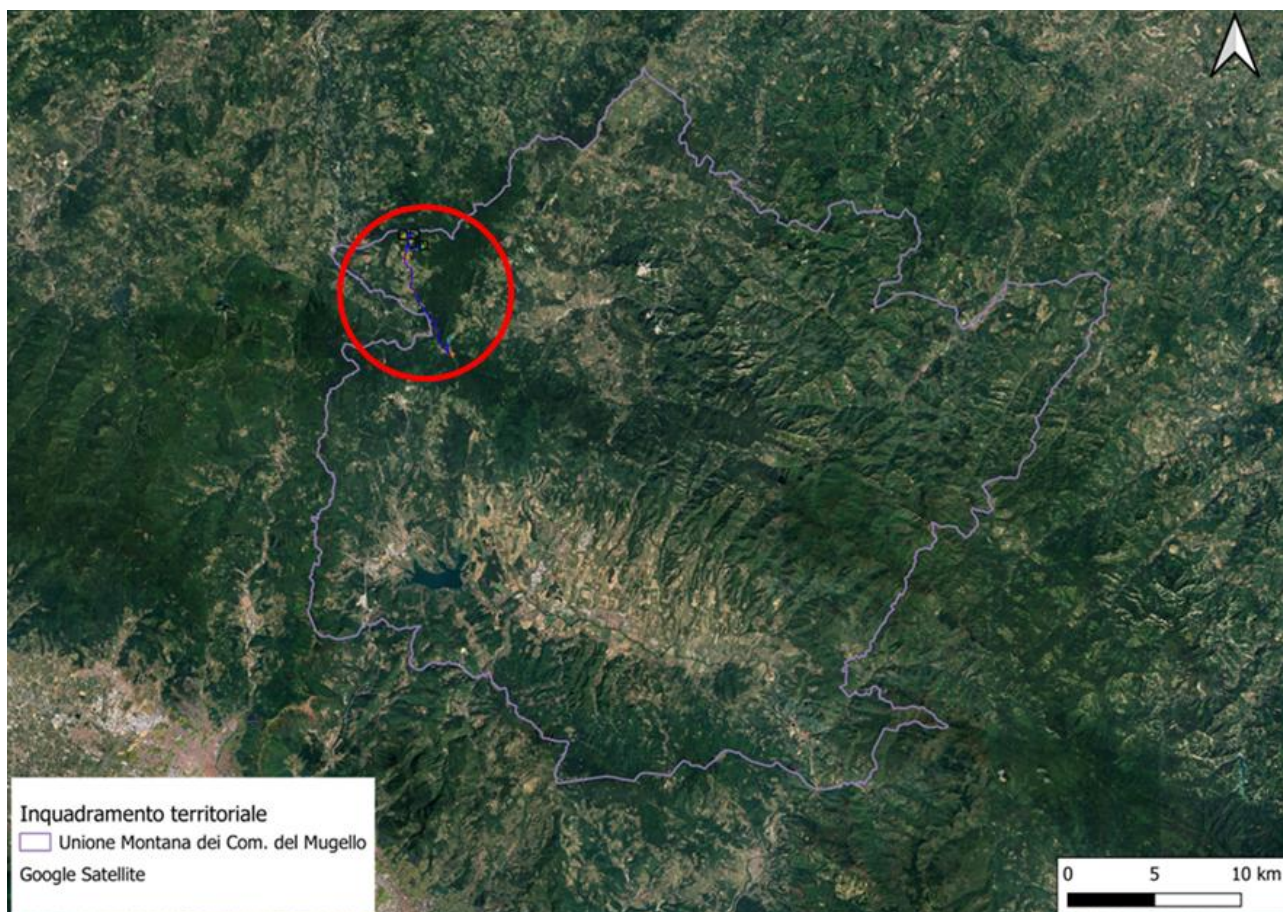 Inquadramento territoriale
Unione Montana dei Com. del Mugello
Google Satellite
0 5 10 km